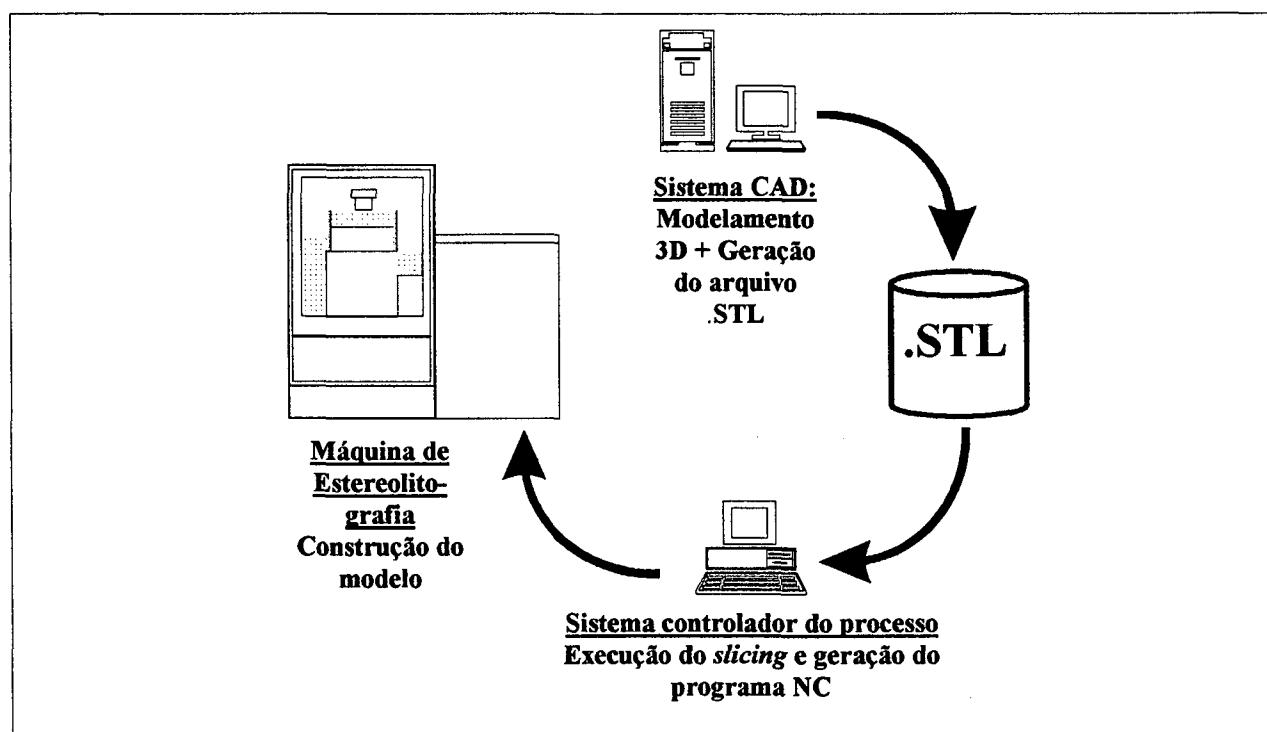 Sistema CAD:
Modelamento
3D + Geração
do arquivo
.STL
.STL
Sistema controlador do processo
Execução do slicing e geração do
programa NC
Máquina de
Estereolito-
grafia
Construção do
modelo